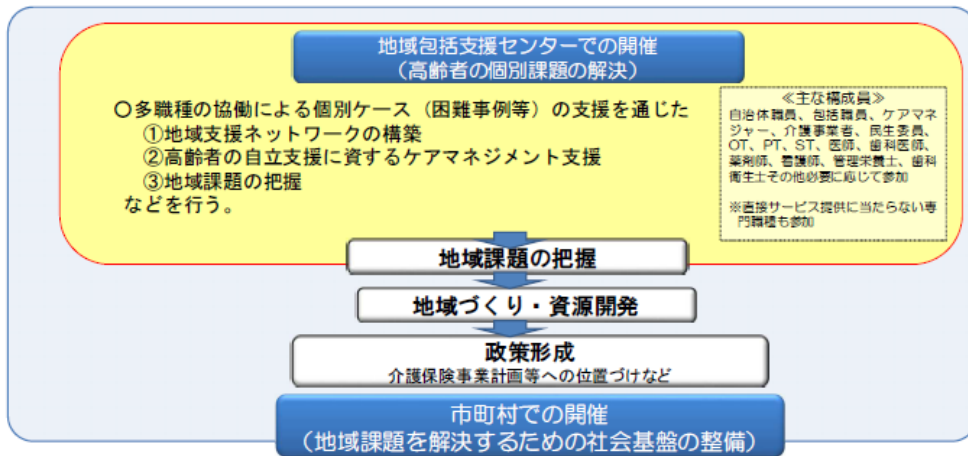 地域包括支援センターでの開催
（高齢者の個別課題の解決）
○多職種の協働による個別ケース（困難事例等）の支援を通じた
①地域支援ネットワークの構築
②高齢者の自立支援に資するケアマネジメント支援
③地域課題の把握
などを行う。
≪主な構成員≫
自治体職員、包括職員、ケアマネ
ジャー、介護事業者、民生委員、
OT、PT、ST、医師、歯科医師、
薬剤師、看護師、管理栄養士、歯科
衛生士その他必要に応じて参加
※直接サービス提供に当たらない専
門職種も参加
地域課題の把握
地域づくり・資源開発
政策形成
介護保険事業計画等への位置づけなど
市町村での開催
（地域課題を解決するための社会基盤の整備）